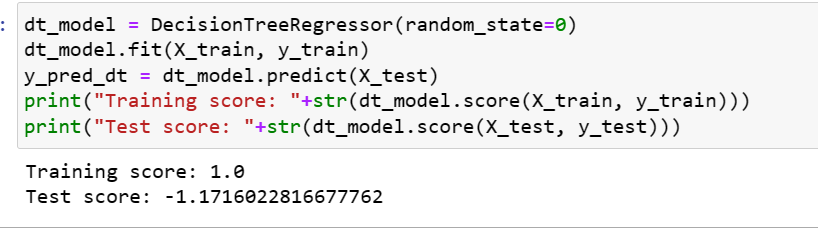 :
dt_model = DecisionTreeRegressor(random_state=0)
dt_model.fit(X_train, y_train)
y_pred_dt = dt_model.predict(X_test)
print("Training score: "+str(dt_model.score(X_train, y_train)))
print("Test score: "+str(dt_model.score(X_test, y_test)))
Training score: 1.0
Test score: -1.1716022816677762